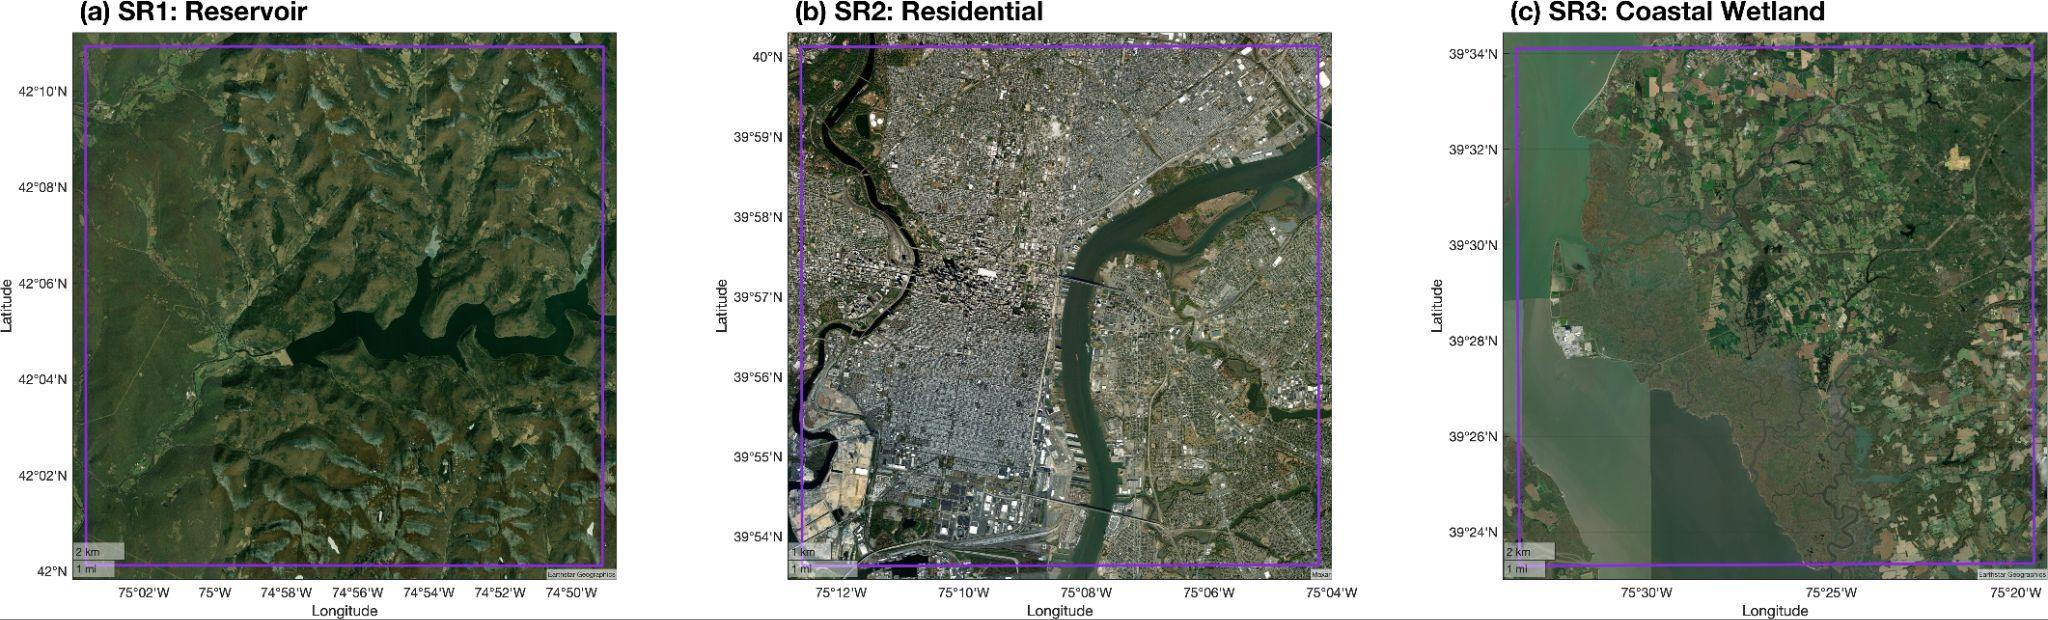 (a) SR1: Reservoir
42°10'N
42°08'N
42°06'N
42°04'N
42°02'N
42°N
Latitude
2 km
1 mi
Earthstar Geographics
75°02'W 75°W 74°58'W 74°56'W 74°54'W 74°52'W 74°50'W
Longitude
(b) SR2: Residential
40°N
39°59'N
39°58'N
39°57'N
39°56'N
39°55'N
39°54'N
Latitude
1 km
1 mi
Maxar
75°12'W 75°10'W 75°08'W 75°06'W 75°04'W
Longitude
(c) SR3: Coastal Wetland
39°34'N
39°32'N
39°30'N
39°28'N
39°26'N
39°24'N
Latitude
2 km
1 mi
Earthstar Geographics
75°30'W 75°25'W 75°20'W
Longitude